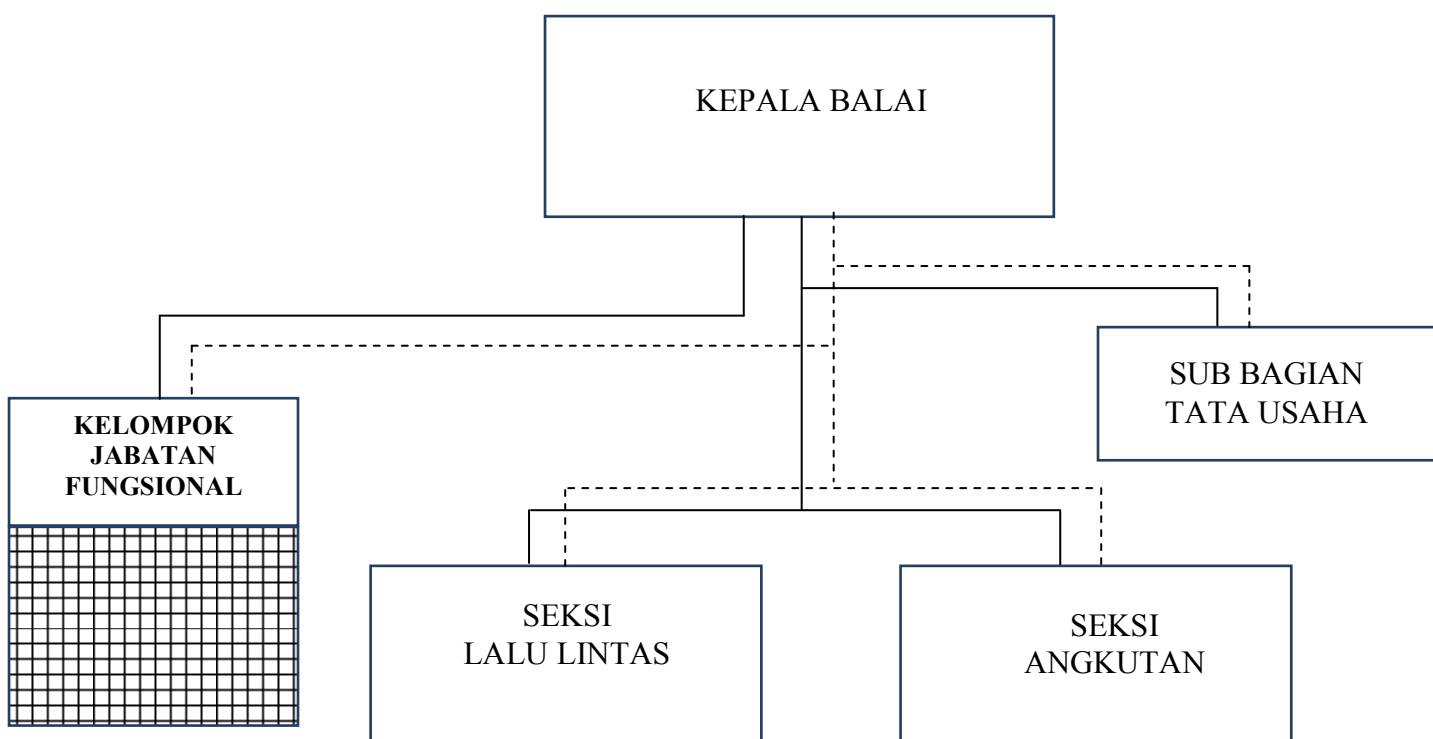 KEPALA BALAI
SUB BAGIAN
TATA USAHA
KELOMPOK
JABATAN
FUNGSIONAL
SEKSI
LALU LINTAS
SEKSI
ANGKUTAN